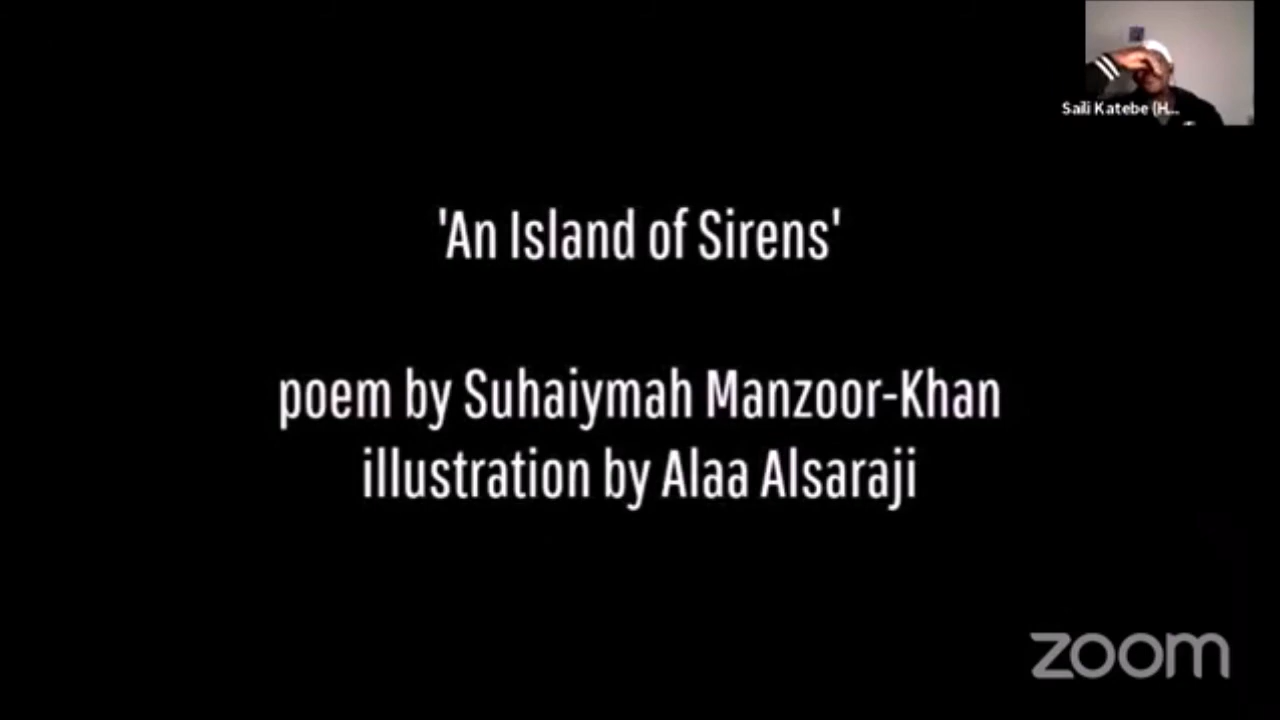 Saili Katebe (H...
'An Island of Sirens'
poem by Suhaiymah Manzoor-Khan
illustration by Alaa Alsaraji
zoom